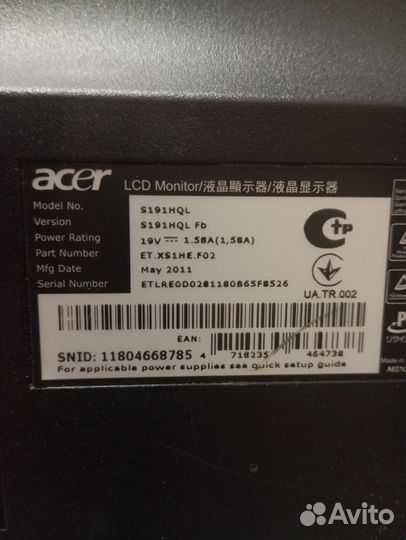 acer LCD Monitor/液晶顯示器/液晶显示器
Model No. S191HQL
Version S191HQL Fb
Power Rating 19V ⎓ 1.58A(1,58A)
Part Number ET.XS1HE.F02
Mfg Date May 2011
Serial Number ETLRE0D0281180B65F8526
UA.TR.002
EAN:
SNID: 11804668785 4 718235 464738
For applicable power supplies see quick setup guide
Avito